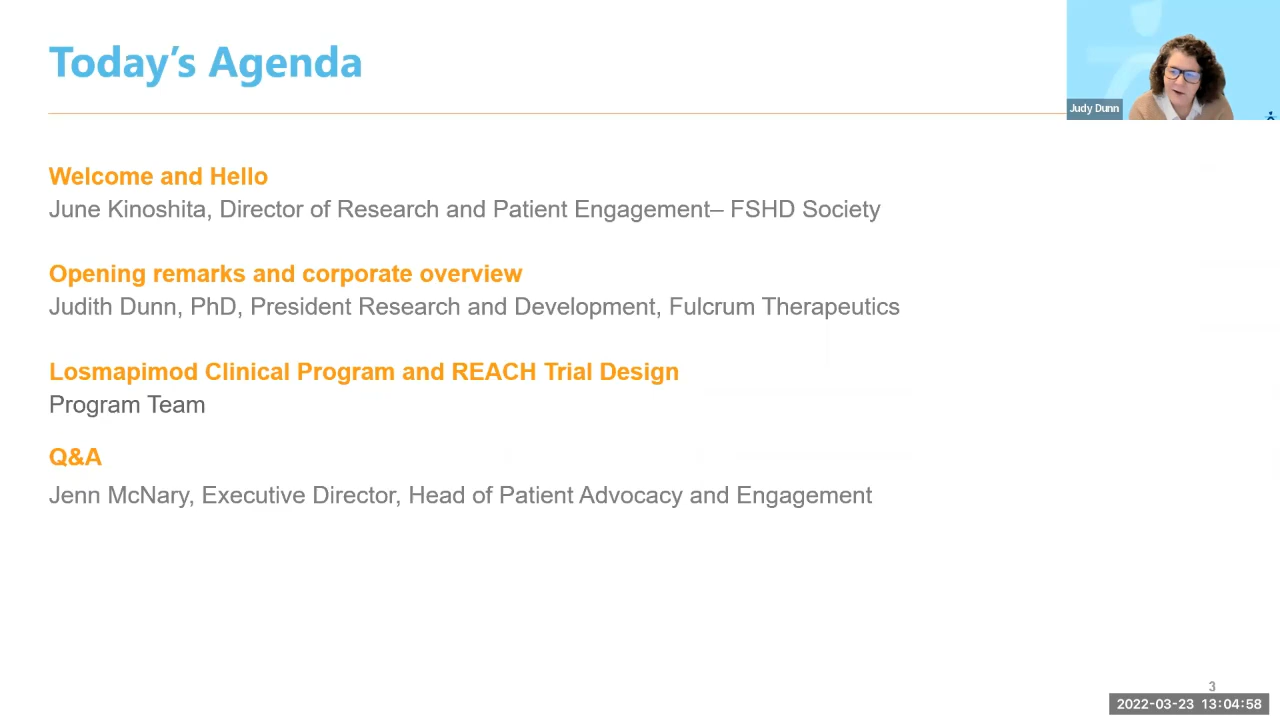 Today’s Agenda
Judy Dunn
Welcome and Hello
June Kinoshita, Director of Research and Patient Engagement– FSHD Society
Opening remarks and corporate overview
Judith Dunn, PhD, President Research and Development, Fulcrum Therapeutics
Losmapimod Clinical Program and REACH Trial Design
Program Team
Q&A
Jenn McNary, Executive Director, Head of Patient Advocacy and Engagement
3
2022-03-23 13:04:58